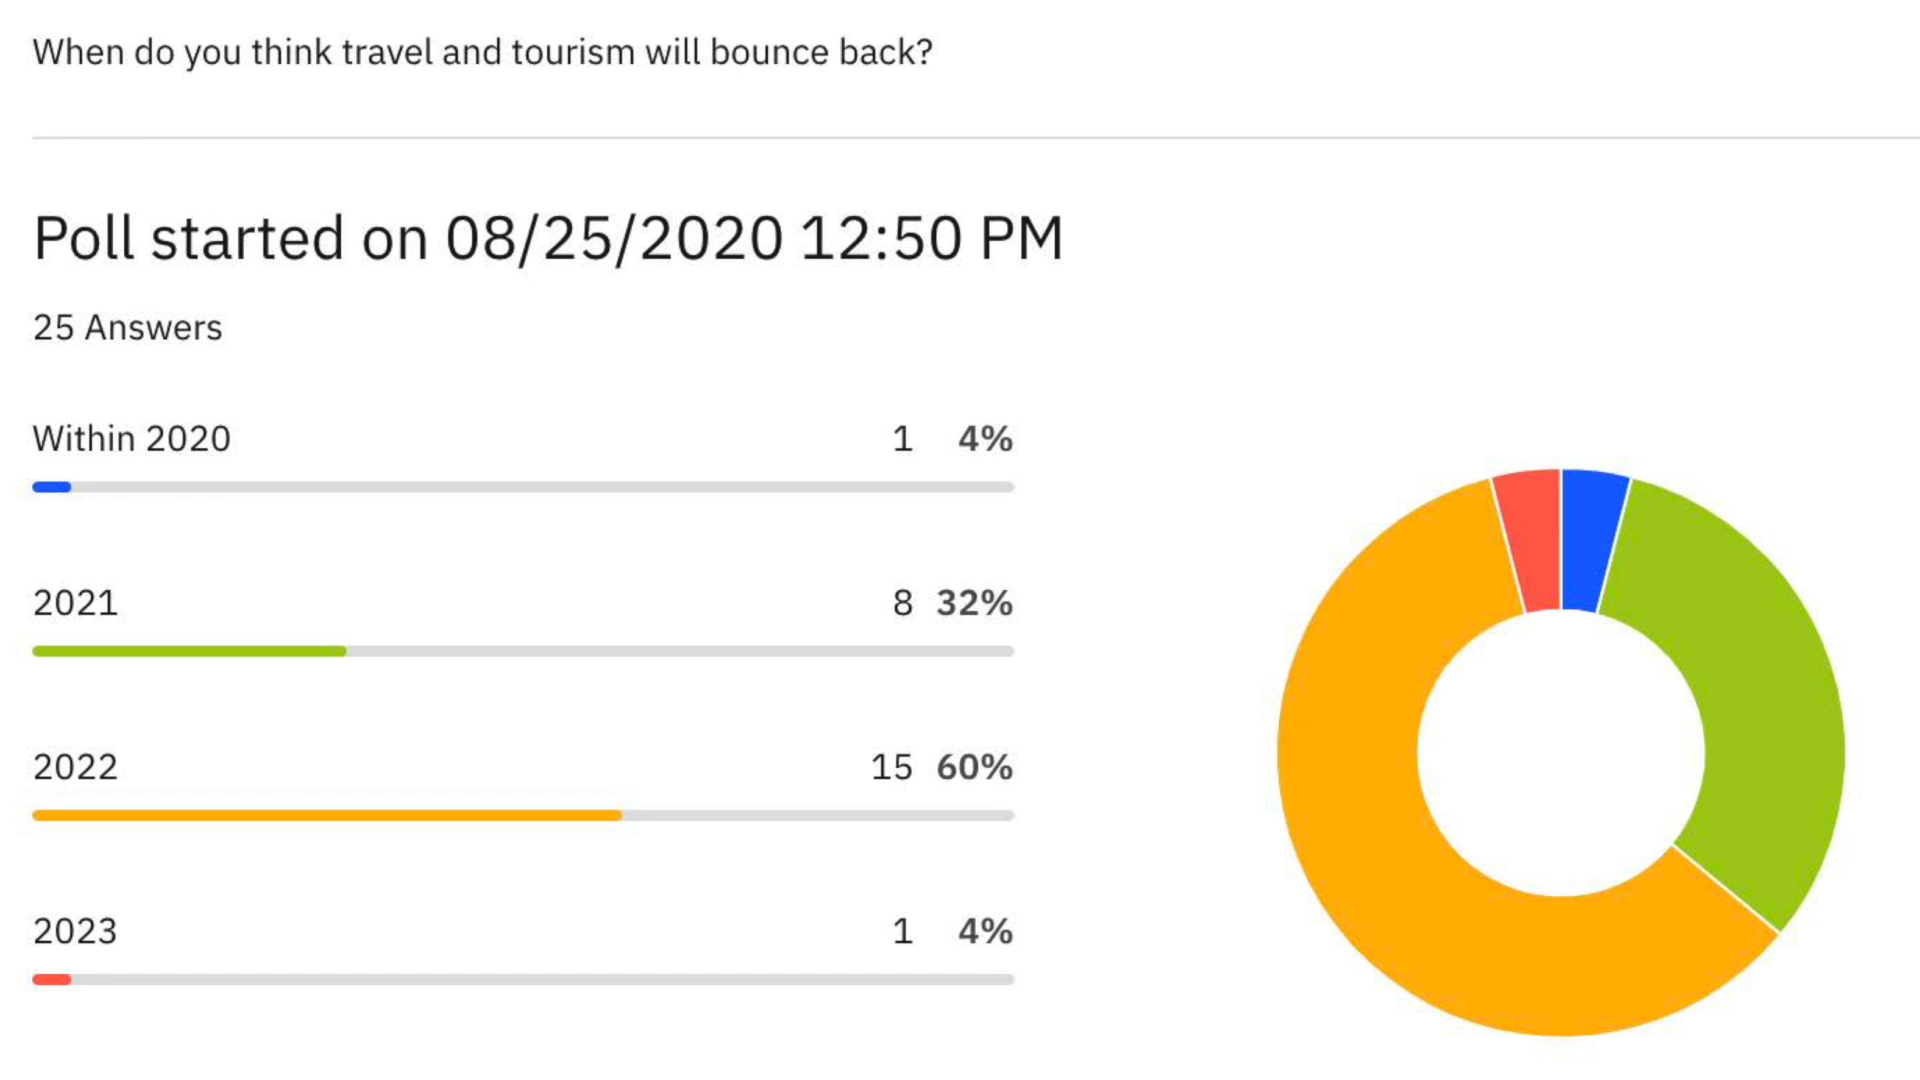 When do you think travel and tourism will bounce back?
Poll started on 08/25/2020 12:50 PM
25 Answers
Within 2020 1 4%
2021 8 32%
2022 15 60%
2023 1 4%